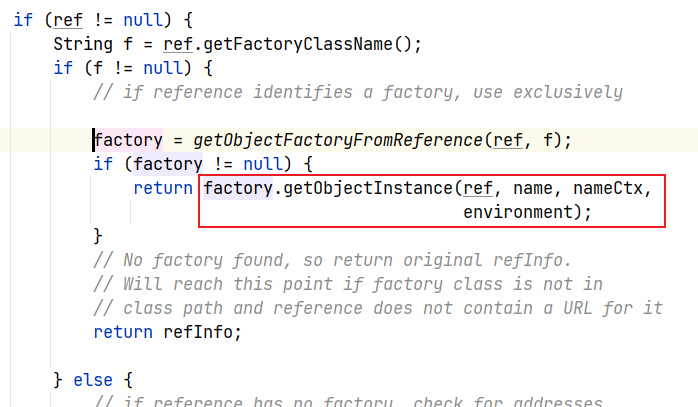 if (ref != null) {
String f = ref.getFactoryClassName();
if (f != null) {
// if reference identifies a factory, use exclusively
factory = getObjectFactoryFromReference(ref, f);
if (factory != null) {
return factory.getObjectInstance(ref, name, nameCtx,
environment);
}
// No factory found, so return original refInfo.
// Will reach this point if factory class is not in
// class path and reference does not contain a URL for it
return refInfo;
} else {
// if reference has no factory, check for addresses